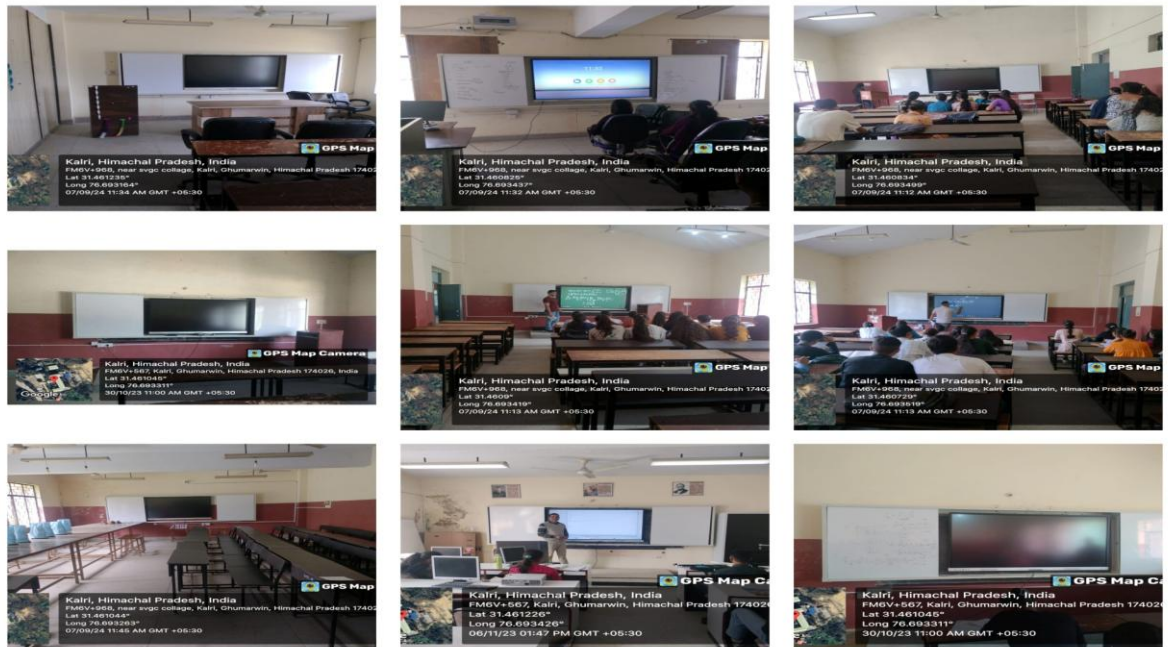 GPS Map
Kalri, Himachal Pradesh, India
FM6V+968, near svgc collage, Kalri, Ghumarwin, Himachal Pradesh 17402
Lat 31.461235°
Long 76.693164°
07/09/24 11:34 AM GMT +05:30
GPS Map
Kalri, Himachal Pradesh, India
FM6V+968, near svgc collage, Kalri, Ghumarwin, Himachal Pradesh 17402
Lat 31.460825°
Long 76.693437°
07/09/24 11:32 AM GMT +05:30
GPS Map
Kalri, Himachal Pradesh, India
FM6V+968, near svgc collage, Kalri, Ghumarwin, Himachal Pradesh 17402
Lat 31.460834°
Long 76.693499°
07/09/24 11:12 AM GMT +05:30
GPS Map Camera
Kalri, Himachal Pradesh, India
FM6V+567, Kalri, Ghumarwin, Himachal Pradesh 174026, India
Lat 31.461045°
Long 76.693311°
30/10/23 11:00 AM GMT +05:30
Google
GPS Map
Kalri, Himachal Pradesh, India
FM6V+968, near svgc collage, Kalri, Ghumarwin, Himachal Pradesh 17402
Lat 31.4609°
Long 76.693419°
07/09/24 11:13 AM GMT +05:30
GPS Map
Kalri, Himachal Pradesh, India
FM6V+968, near svgc collage, Kalri, Ghumarwin, Himachal Pradesh 17402
Lat 31.460729°
Long 76.693519°
07/09/24 11:13 AM GMT +05:30
GPS Map
Kalri, Himachal Pradesh, India
FM6V+968, near svgc collage, Kalri, Ghumarwin, Himachal Pradesh 17402
Lat 31.461044°
Long 76.693263°
07/09/24 11:45 AM GMT +05:30
GPS Map Ca
Kalri, Himachal Pradesh, India
FM6V+567, Kalri, Ghumarwin, Himachal Pradesh 17402
Lat 31.461226°
Long 76.693426°
06/11/23 01:47 PM GMT +05:30
GPS Map Ca
Kalri, Himachal Pradesh, India
FM6V+567, Kalri, Ghumarwin, Himachal Pradesh 17402
Lat 31.461045°
Long 76.693311°
30/10/23 11:00 AM GMT +05:30